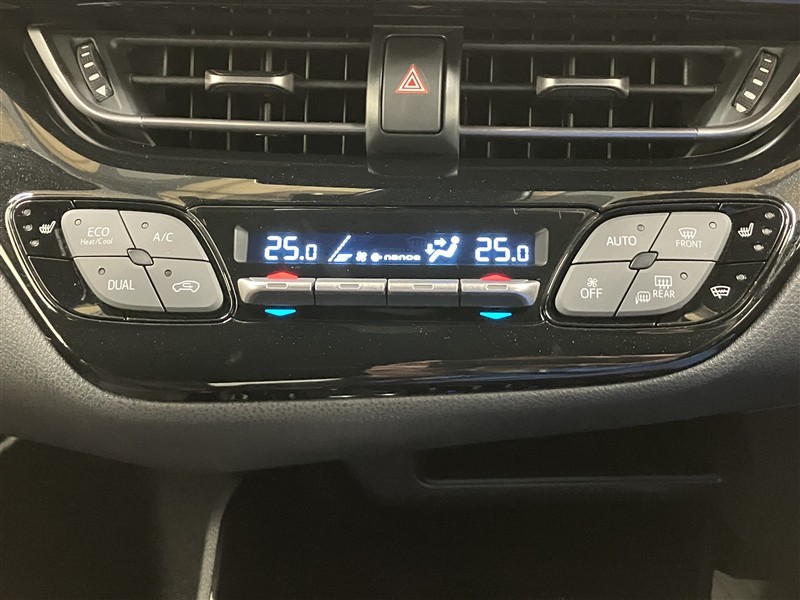 ECO
Heat/Cool
A/C
DUAL
25.0
nanoe
25.0
AUTO
FRONT
OFF
REAR